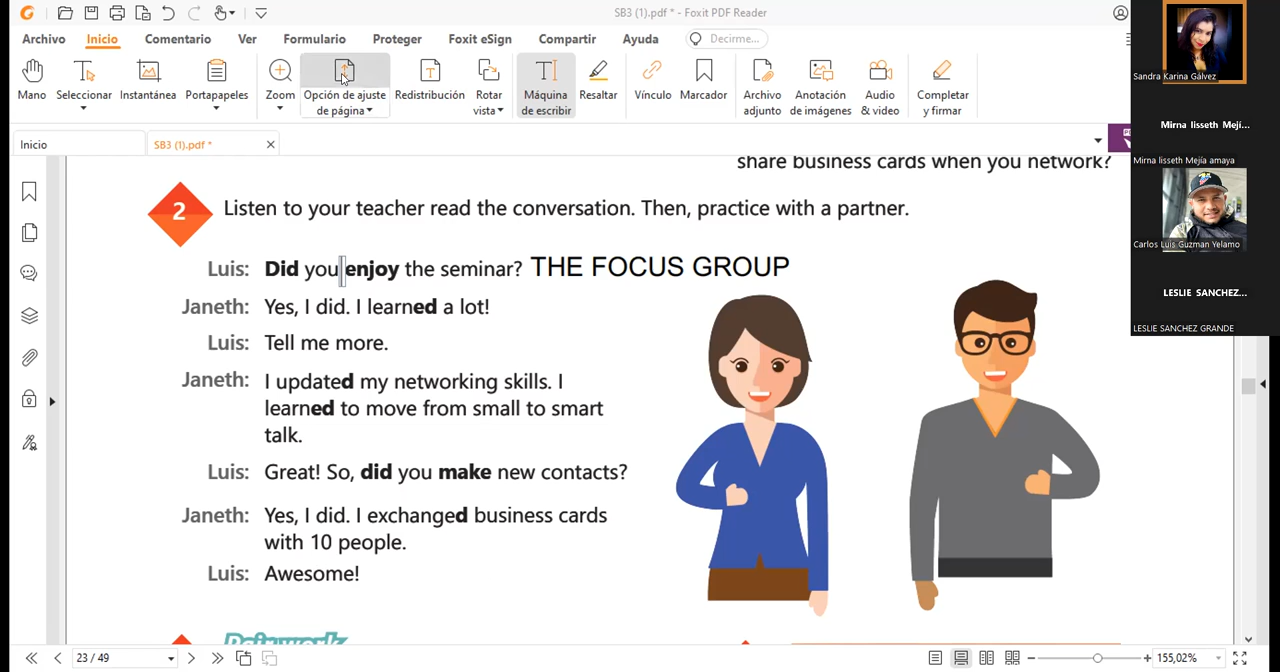 SB3 (1).pdf * - Foxit PDF Reader
Archivo Inicio Comentario Ver Formulario Proteger Foxit eSign Compartir Ayuda Decirme...
Mano Seleccionar Instantánea Portapapeles Zoom Opción de ajuste de página Redistribución Rotar vista Máquina de escribir Resaltar Vínculo Marcador Archivo adjunto Anotación de imágenes Audio & video Completar y firmar
Inicio SB3 (1).pdf *
share business cards when you network?
2 Listen to your teacher read the conversation. Then, practice with a partner.
Luis: Did you enjoy the seminar? THE FOCUS GROUP
Janeth: Yes, I did. I learned a lot!
Luis: Tell me more.
Janeth: I updated my networking skills. I
learned to move from small to smart
talk.
Luis: Great! So, did you make new contacts?
Janeth: Yes, I did. I exchanged business cards
with 10 people.
Luis: Awesome!
Pair work
23 / 49
155,02%
Sandra Karina Gálvez
Mirna lisseth Mejí...
Mirna lisseth Mejía amaya
Carlos Luis Guzman Yelamo
LESLIE SANCHEZ...
LESLIE SANCHEZ GRANDE